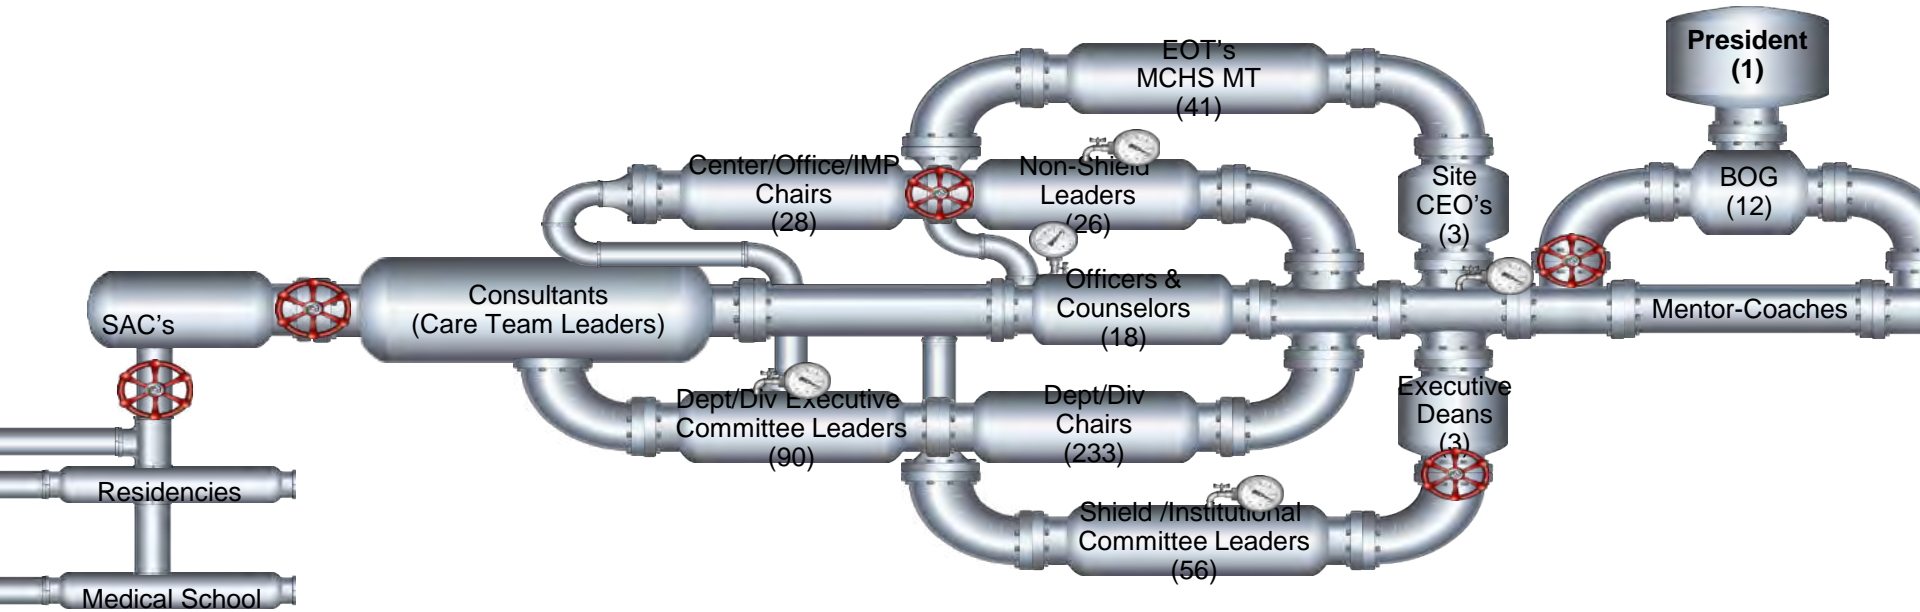 EOT's
MCHS MT
(41)
President
(1)
Center/Office/IMP
Chairs
(28)
Non-Shield
Leaders
(26)
Site
CEO's
(3)
BOG
(12)
SAC's
Consultants
(Care Team Leaders)
Officers &
Counselors
(18)
Mentor-Coaches
Dept/Div Executive
Committee Leaders
(90)
Dept/Div
Chairs
(233)
Executive
Deans
(3)
Residencies
Shield /Institutional
Committee Leaders
(56)
Medical School